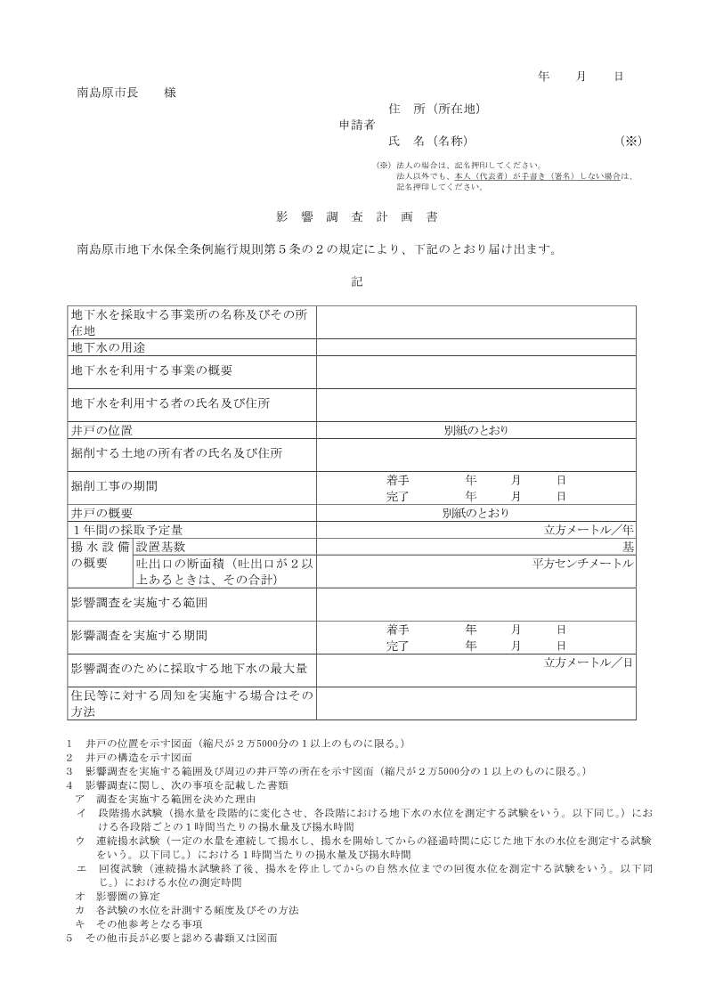 年　　月　　日
南島原市長　　様
住　所（所在地）
申請者
氏　名（名称）　　　　　　　　　　　　（※）
（※）法人の場合は、記名押印してください。
法人以外でも、本人（代表者）が手書き（署名）しない場合は、
記名押印してください。
影　響　調　査　計　画　書
南島原市地下水保全条例施行規則第５条の２の規定により、下記のとおり届け出ます。
記
地下水を採取する事業所の名称及びその所
在地
地下水の用途
地下水を利用する事業の概要
地下水を利用する者の氏名及び住所
井戸の位置　別紙のとおり
掘削する土地の所有者の氏名及び住所
掘削工事の期間
着手　　　　年　　月　　日
完了　　　　年　　月　　日
井戸の概要　別紙のとおり
１年間の採取予定量　立方メートル／年
揚水設備
の概要
設置基数　基
吐出口の断面積（吐出口が２以
上あるときは、その合計）
平方センチメートル
影響調査を実施する範囲
影響調査を実施する期間
着手　　　　年　　月　　日
完了　　　　年　　月　　日
影響調査のために採取する地下水の最大量　立方メートル／日
住民等に対する周知を実施する場合はその
方法
１　井戸の位置を示す図面（縮尺が２万5000分の１以上のものに限る。）
２　井戸の構造を示す図面
３　影響調査を実施する範囲及び周辺の井戸等の所在を示す図面（縮尺が２万5000分の１以上のものに限る。）
４　影響調査に関し、次の事項を記載した書類
ア　調査を実施する範囲を決めた理由
イ　段階揚水試験（揚水量を段階的に変化させ、各段階における地下水の水位を測定する試験をいう。以下同じ。）にお
ける各段階ごとの１時間当たりの揚水量及び揚水時間
ウ　連続揚水試験（一定の水量を連続して揚水し、揚水を開始してからの経過時間に応じた地下水の水位を測定する試験
をいう。以下同じ。）における１時間当たりの揚水量及び揚水時間
エ　回復試験（連続揚水試験終了後、揚水を停止してからの自然水位までの回復水位を測定する試験をいう。以下同
じ。）における水位の測定時間
オ　影響圏の算定
カ　各試験の水位を計測する頻度及びその方法
キ　その他参考となる事項
５　その他市長が必要と認める書類又は図面